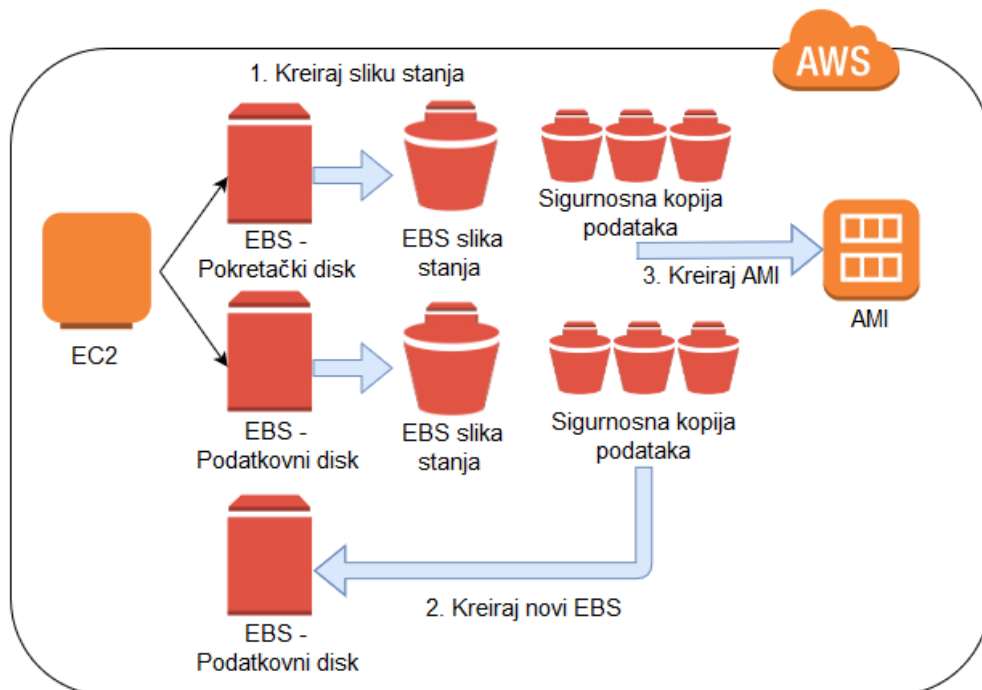 AWS
1. Kreiraj sliku stanja
EBS -
Pokretački disk
EBS slika
stanja
Sigurnosna kopija
podataka
3. Kreiraj AMI
AMI
EC2
EBS -
Podatkovni disk
EBS slika
stanja
Sigurnosna kopija
podataka
2. Kreiraj novi EBS
EBS -
Podatkovni disk